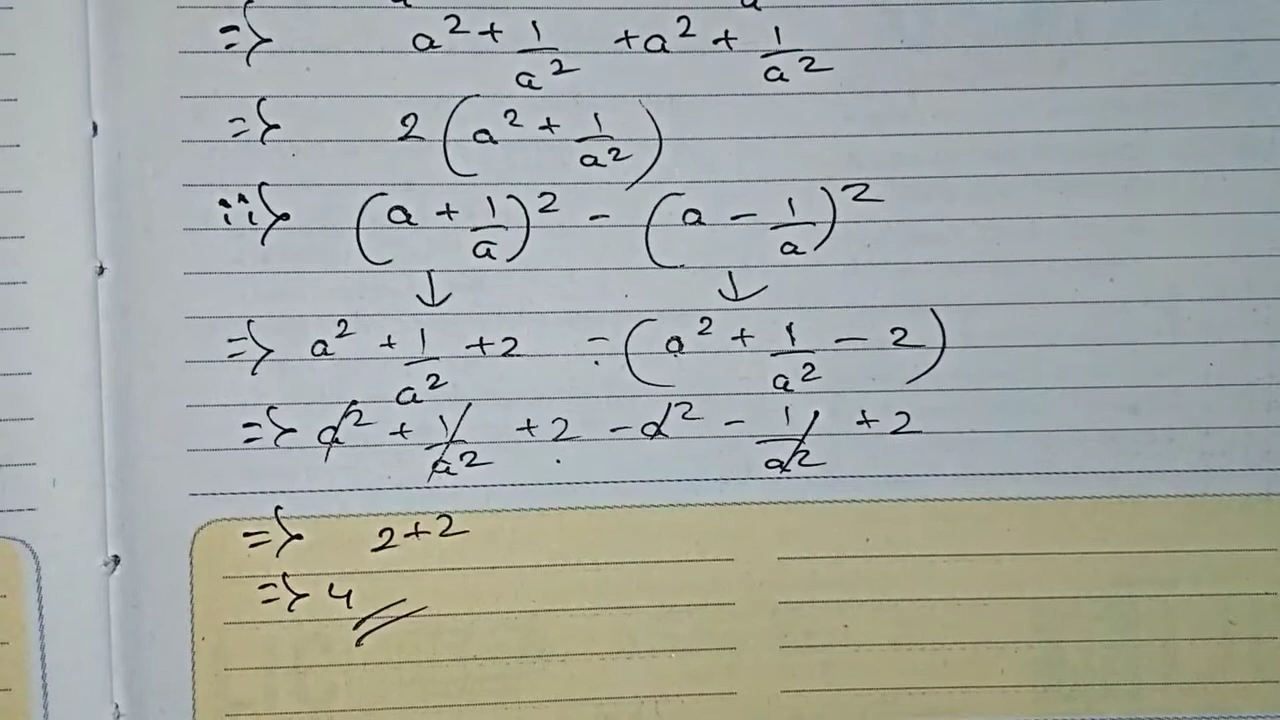 => a² + 1/a² + a² + 1/a²
=> 2 (a² + 1/a²)
iii> (a + 1/a)² - (a - 1/a)²
↓ ↓
=> a² + 1/a² + 2 - (a² + 1/a² - 2)
=> a² + 1/a² + 2 - a² - 1/a² + 2
=> 2+2
=> 4